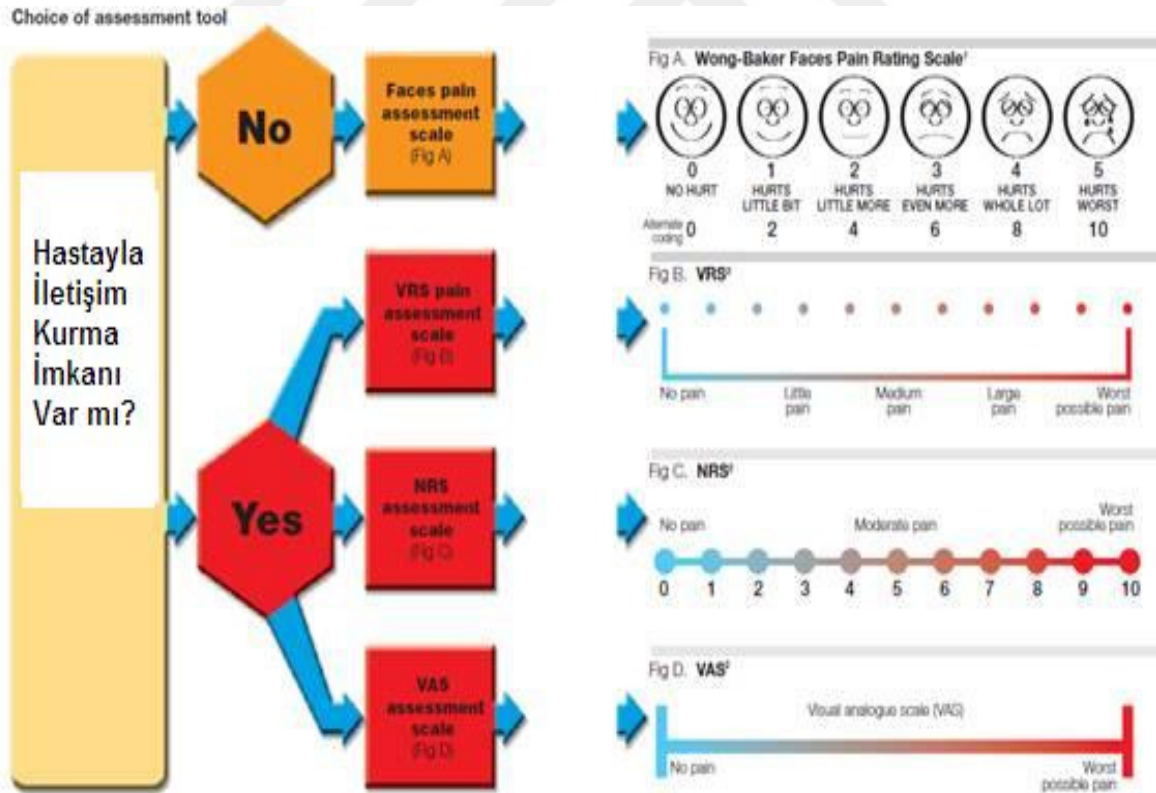 Choice of assessment tool
Hastayla
İletişim
Kurma
İmkanı
Var mı?
No
Faces pain
assessment
scale
(Fig A)
Yes
VRS pain
assessment
scale
(Fig B)
NRS
assessment
scale
(Fig C)
VAS
assessment
scale
(Fig D)
Fig A. Wong-Baker Faces Pain Rating Scale¹
0 1 2 3 4 5
NO HURT HURTS HURTS HURTS HURTS HURTS
LITTLE BIT LITTLE MORE EVEN MORE WHOLE LOT WORST
Alternate
coding 0 2 4 6 8 10
Fig B. VRS²
No pain Little Medium Large Worst
pain pain pain possible pain
Fig C. NRS²
No pain Moderate pain Worst
possible pain
0 1 2 3 4 5 6 7 8 9 10
Fig D. VAS²
Visual analogue scale (VAS)
No pain Worst
possible pain